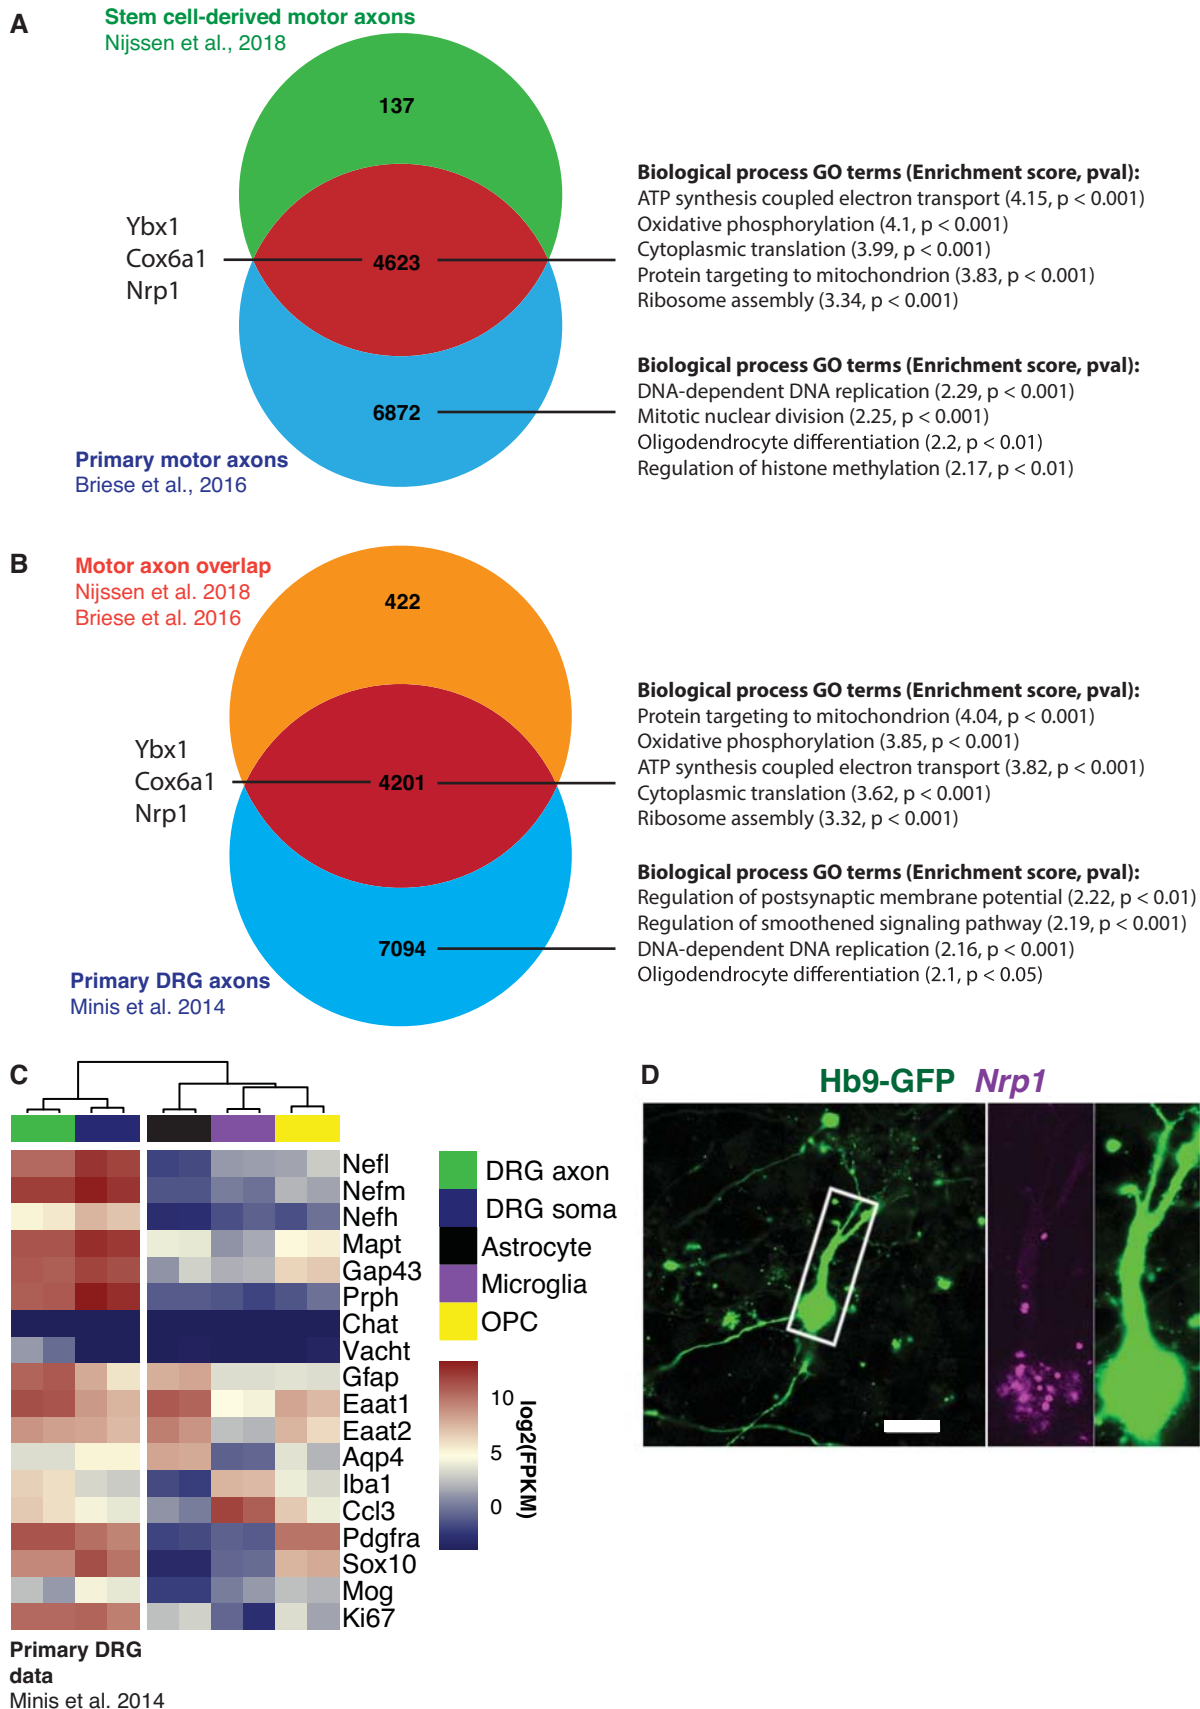 A
Stem cell-derived motor axons
Nijssen et al., 2018
137
Ybx1
Cox6a1
Nrp1
4623
Biological process GO terms (Enrichment score, pval):
ATP synthesis coupled electron transport (4.15, p < 0.001)
Oxidative phosphorylation (4.1, p < 0.001)
Cytoplasmic translation (3.99, p < 0.001)
Protein targeting to mitochondrion (3.83, p < 0.001)
Ribosome assembly (3.34, p < 0.001)
6872
Biological process GO terms (Enrichment score, pval):
DNA-dependent DNA replication (2.29, p < 0.001)
Mitotic nuclear division (2.25, p < 0.001)
Oligodendrocyte differentiation (2.2, p < 0.01)
Regulation of histone methylation (2.17, p < 0.01)
Primary motor axons
Briese et al., 2016
B
Motor axon overlap
Nijssen et al. 2018
Briese et al. 2016
422
Ybx1
Cox6a1
Nrp1
4201
Biological process GO terms (Enrichment score, pval):
Protein targeting to mitochondrion (4.04, p < 0.001)
Oxidative phosphorylation (3.85, p < 0.001)
ATP synthesis coupled electron transport (3.82, p < 0.001)
Cytoplasmic translation (3.62, p < 0.001)
Ribosome assembly (3.32, p < 0.001)
7094
Biological process GO terms (Enrichment score, pval):
Regulation of postsynaptic membrane potential (2.22, p < 0.01)
Regulation of smoothened signaling pathway (2.19, p < 0.001)
DNA-dependent DNA replication (2.16, p < 0.001)
Oligodendrocyte differentiation (2.1, p < 0.05)
Primary DRG axons
Minis et al. 2014
C
Nefl
Nefm
Nefh
Mapt
Gap43
Prph
Chat
Vacht
Gfap
Eaat1
Eaat2
Aqp4
Iba1
Ccl3
Pdgfra
Sox10
Mog
Ki67
DRG axon
DRG soma
Astrocyte
Microglia
OPC
10
5
0
log2(FPKM)
Primary DRG
data
Minis et al. 2014
D
Hb9-GFP Nrp1